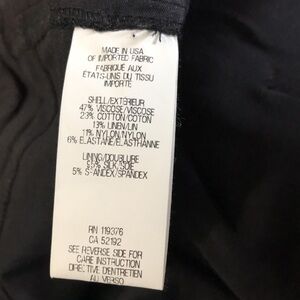 MADE IN USA
OF IMPORTED FABRIC
FABRIQUÉ AUX
ÉTATS-UNIS DU TISSU
IMPORTÉ
SHELL/EXTÉRIEUR
47% VISCOSE/VISCOSE
23% COTTON/COTON
13% LINEN/LIN
11% NYLON/NYLON
6% ELASTANE/ELASTHANNE
LINING/DOUBLURE
95% SILK/SOIE
5% SPANDEX/SPANDEX
RN 119376
CA 52192
SEE REVERSE SIDE FOR
CARE INSTRUCTION
DIRECTIVE D'ENTRETIEN
AU VERSO